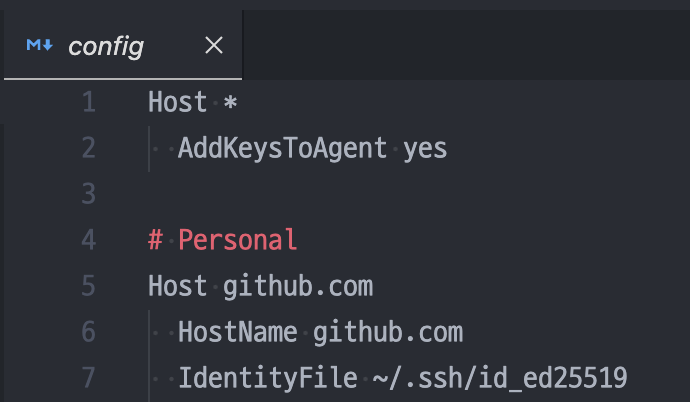 M↓ config ×
1 Host *
2   AddKeysToAgent yes
3
4 # Personal
5 Host github.com
6   HostName github.com
7   IdentityFile ~/.ssh/id_ed25519